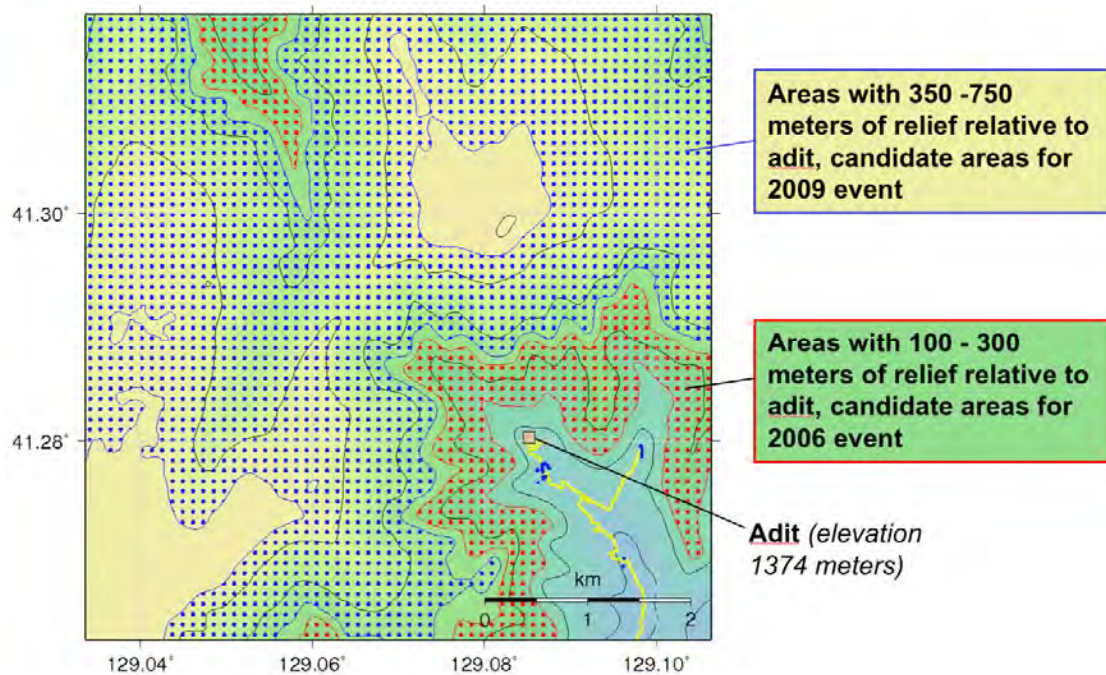 41.30°
41.28°
129.04°
129.06°
129.08°
129.10°
km
0
1
2
Areas with 350 -750
meters of relief relative to
adit, candidate areas for
2009 event
Areas with 100 - 300
meters of relief relative to
adit, candidate areas for
2006 event
Adit (elevation
1374 meters)